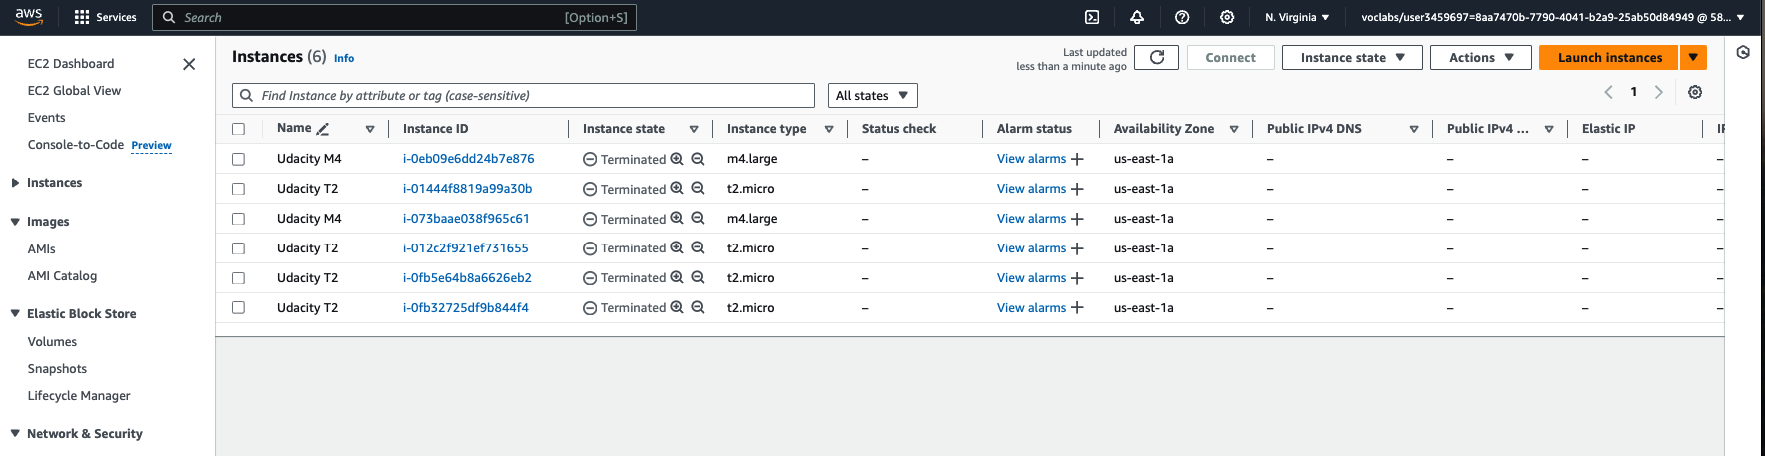 aws Services Search [Option+S] N. Virginia voclabs/user3459697=8aa7470b-7790-4041-b2a9-25ab50d84949 @ 58...
EC2 Dashboard
EC2 Global View
Events
Console-to-Code Preview
Instances
Images
AMIs
AMI Catalog
Elastic Block Store
Volumes
Snapshots
Lifecycle Manager
Network & Security
Instances (6) Info
Last updated
less than a minute ago
Connect Instance state Actions Launch instances
Find Instance by attribute or tag (case-sensitive) All states 1
Name Instance ID Instance state Instance type Status check Alarm status Availability Zone Public IPv4 DNS Public IPv4 ... Elastic IP
Udacity M4 i-0eb09e6dd24b7e876 Terminated m4.large – View alarms + us-east-1a – – – –
Udacity T2 i-01444f8819a99a30b Terminated t2.micro – View alarms + us-east-1a – – – –
Udacity M4 i-073baae038f965c61 Terminated m4.large – View alarms + us-east-1a – – – –
Udacity T2 i-012c2f921ef731655 Terminated t2.micro – View alarms + us-east-1a – – – –
Udacity T2 i-0fb5e64b8a6626eb2 Terminated t2.micro – View alarms + us-east-1a – – – –
Udacity T2 i-0fb32725df9b844f4 Terminated t2.micro – View alarms + us-east-1a – – – –